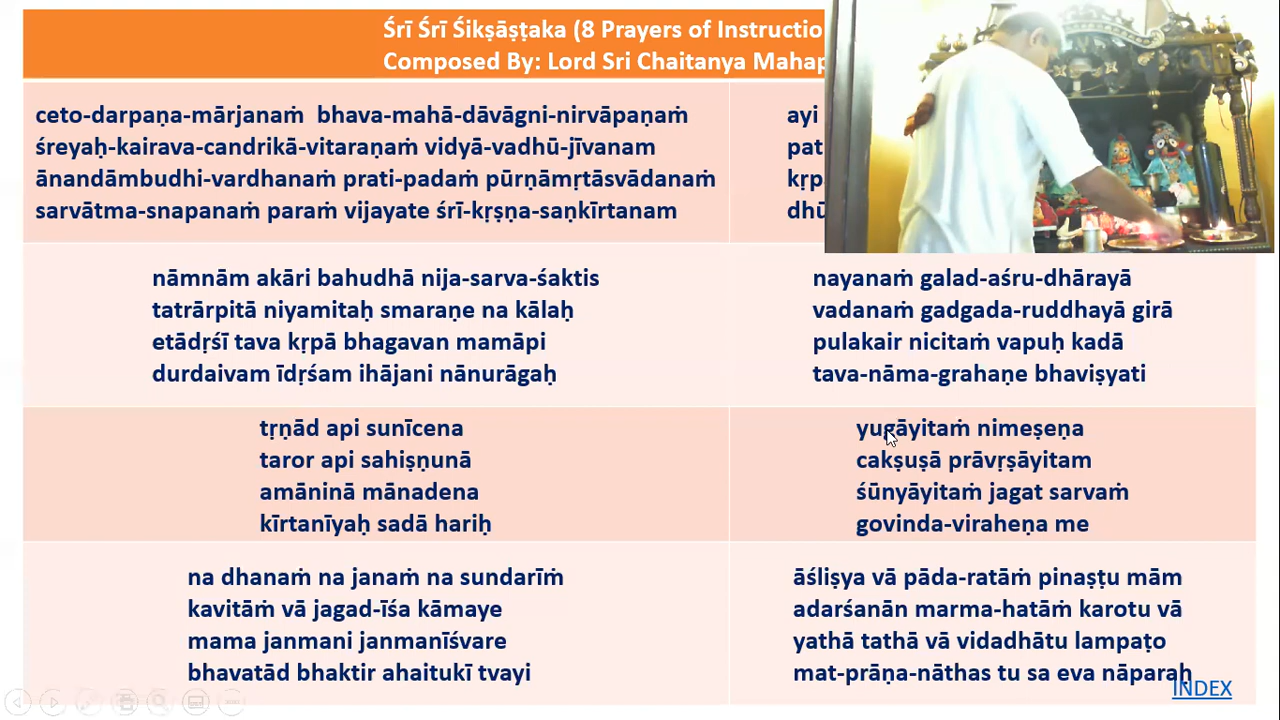 Śrī Śrī Śikṣāṣṭaka (8 Prayers of
Composed By: Lord Sri Chaitanya
ceto-darpaṇa-mārjanaṁ bhava-mahā-dāvāgni-nirvāpaṇaṁ
śreyaḥ-kairava-candrikā-vitaraṇaṁ vidyā-vadhū-jīvanam
ānandāmbudhi-vardhanaṁ prati-padaṁ pūrṇāmṛtāsvādanaṁ
sarvātma-snapanaṁ paraṁ vijayate śrī-kṛṣṇa-saṇkīrtanam
ayi
nāmnām akāri bahudhā nija-sarva-śaktis
tatrārpitā niyamitaḥ smaraṇe na kālaḥ
etādṛśī tava kṛpā bhagavan mamāpi
durdaivam īdṛśam ihājani nānurāgaḥ
nayanaṁ galad-aśru-dhārayā
vadanaṁ gadgada-ruddhayā girā
pulakair nicitaṁ vapuḥ kadā
tava-nāma-grahaṇe bhaviṣyati
tṛṇād api sunīcena
taror api sahiṣṇunā
amāninā mānadena
kīrtanīyaḥ sadā hariḥ
yugāyitaṁ nimeṣeṇa
cakṣuṣā prāvṛṣāyitam
śūnyāyitaṁ jagat sarvaṁ
govinda-viraheṇa me
na dhanaṁ na janaṁ na sundarīṁ
kavitāṁ vā jagad-īśa kāmaye
mama janmani janmanīśvare
bhavatād bhaktir ahaitukī tvayi
āśliṣya vā pāda-ratāṁ pinaṣṭu mām
adarśanān marma-hatāṁ karotu vā
yathā tathā vā vidadhātu lampaṭo
mat-prāṇa-nāthas tu sa eva nāparaḥ
INDEX